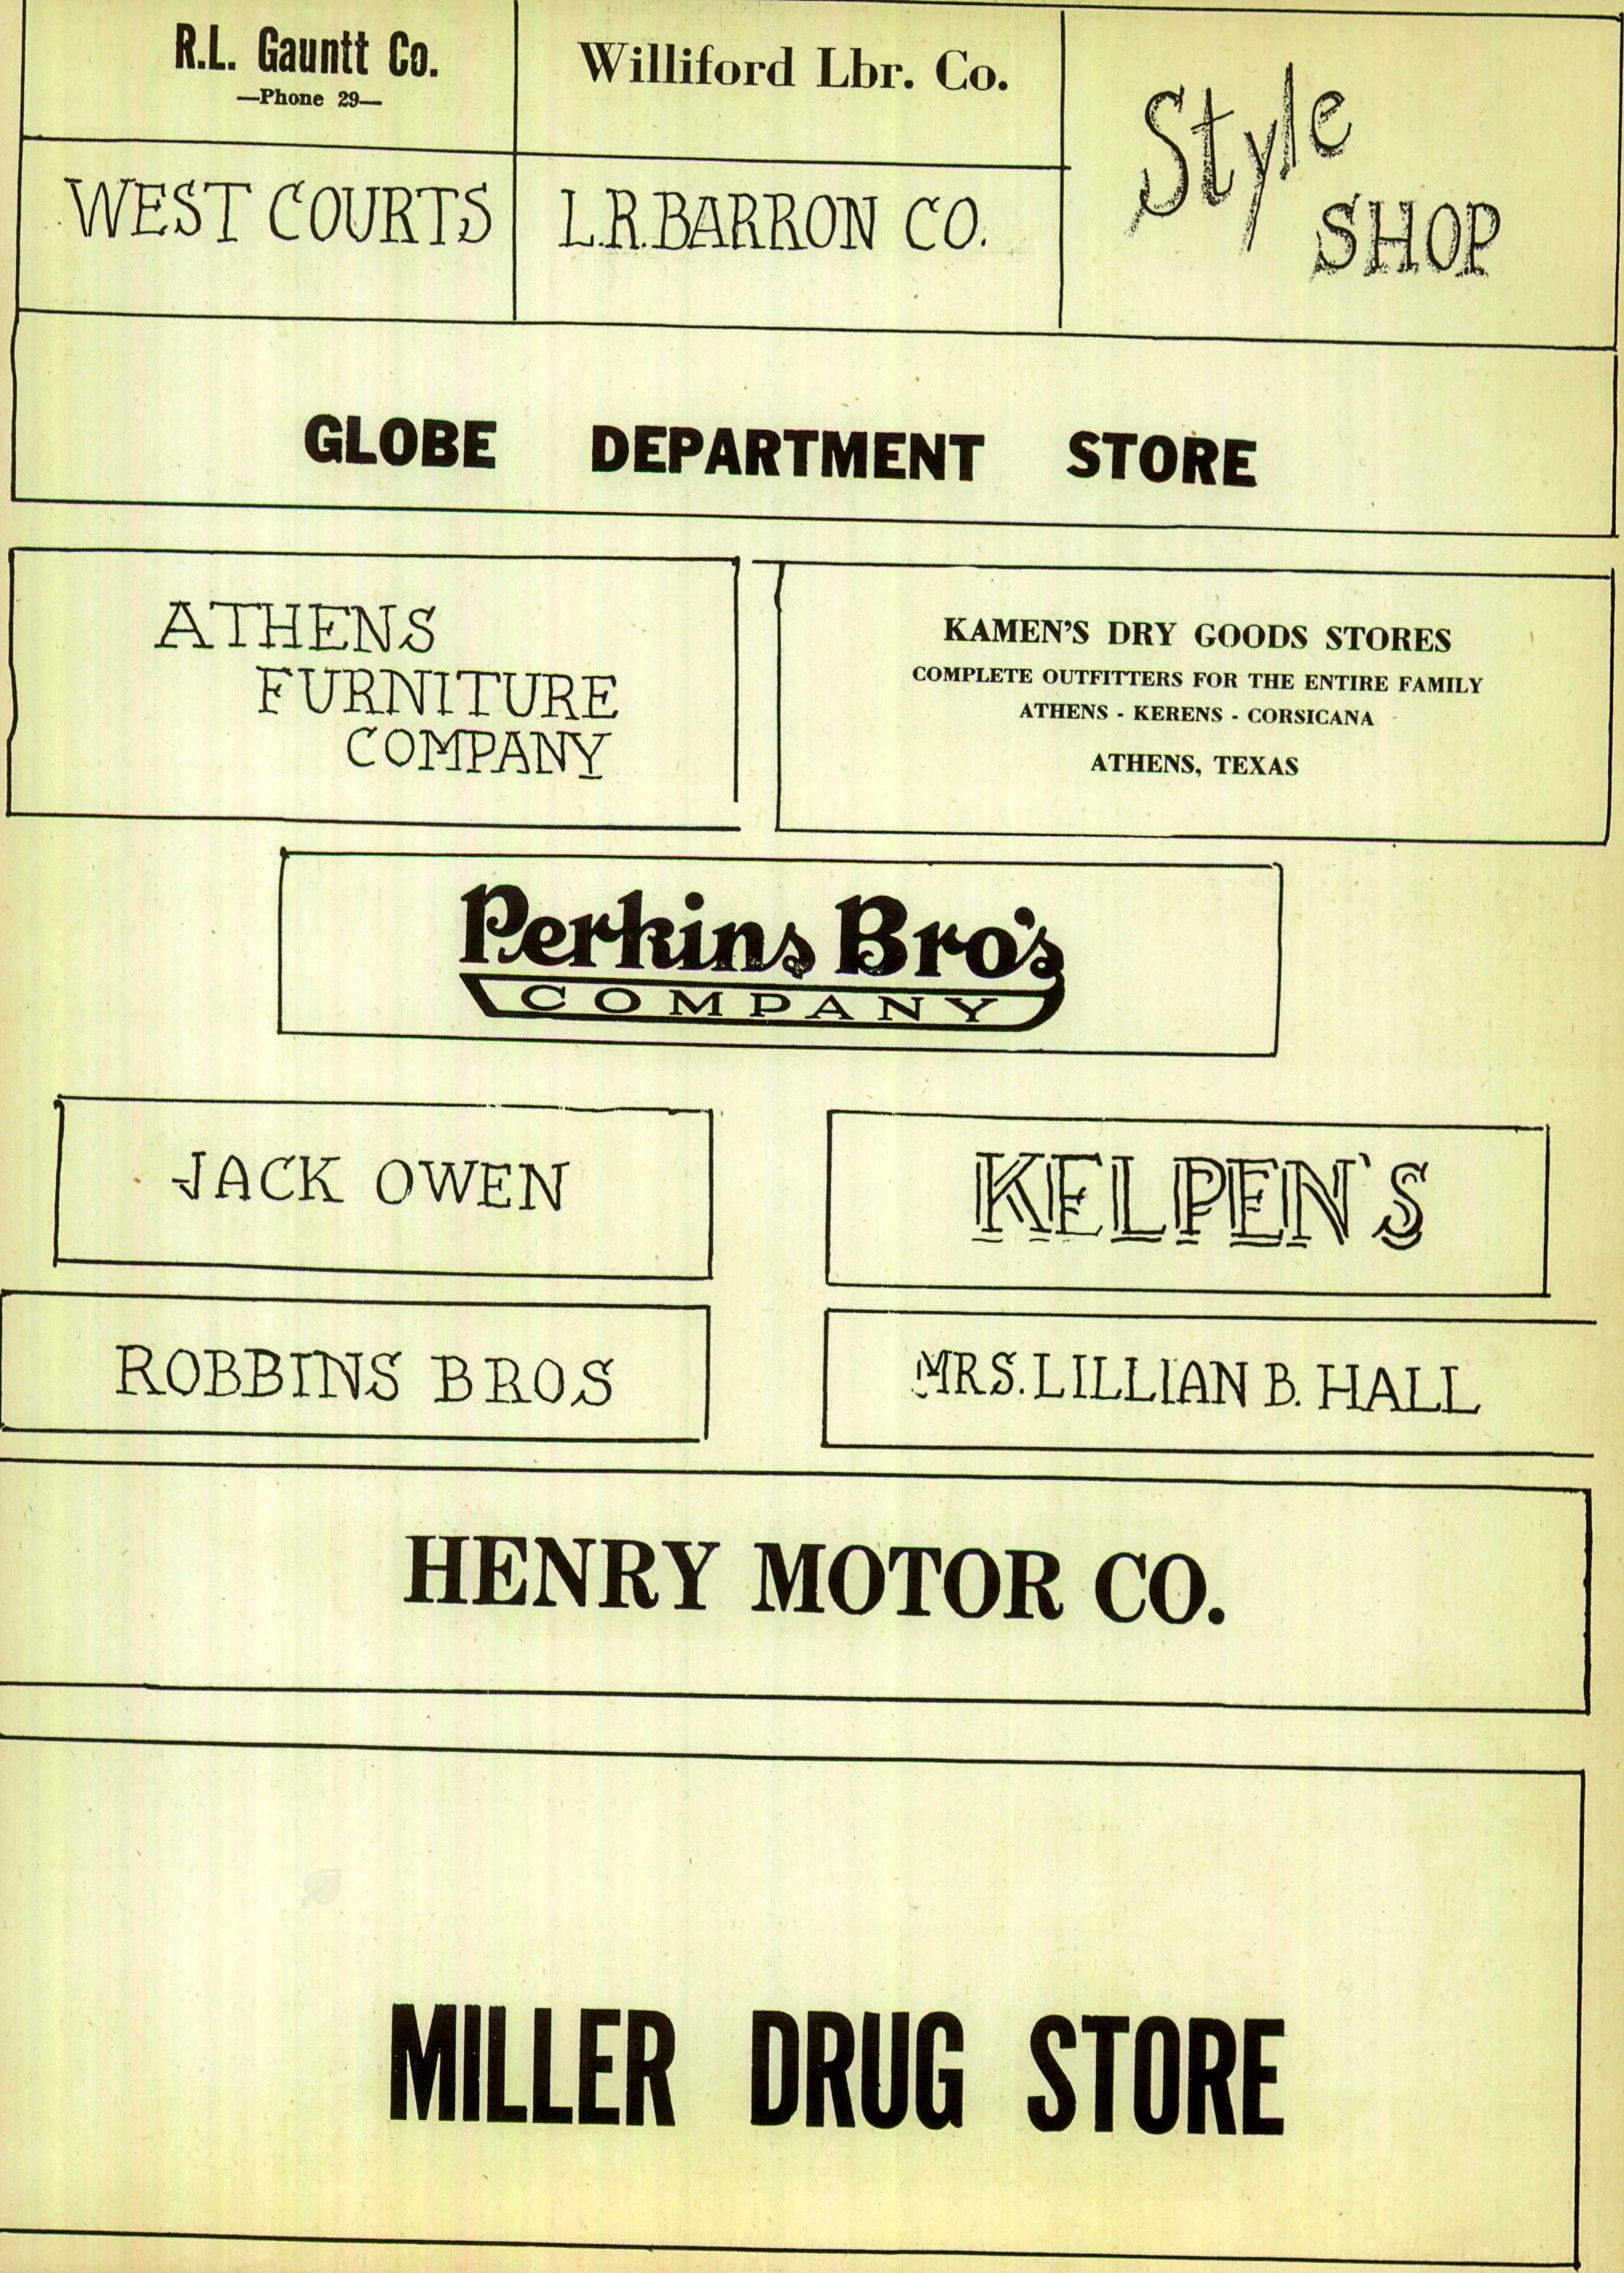 R.L. Gauntt Co.
—Phone 29—
Williford Lbr. Co.
Style
SHOP
WEST COURTS
L.R. BARRON CO.
GLOBE DEPARTMENT STORE
ATHENS
FURNITURE
COMPANY
KAMEN'S DRY GOODS STORES
COMPLETE OUTFITTERS FOR THE ENTIRE FAMILY
ATHENS - KERENS - CORSICANA
ATHENS, TEXAS
Perkins Bro's
COMPANY
JACK OWEN
KELPEN'S
ROBBINS BROS
MRS. LILLIAN B. HALL
HENRY MOTOR CO.
MILLER DRUG STORE